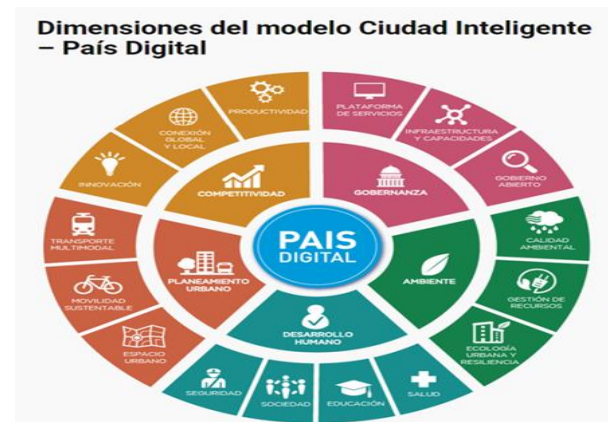 Dimensiones del modelo Ciudad Inteligente
– País Digital
PRODUCTIVIDAD
PLATAFORMA
DE SERVICIOS
CONEXIÓN
GLOBAL
Y LOCAL
INFRAESTRUCTURA
Y CAPACIDADES
INNOVACIÓN
GOBIERNO
ABIERTO
COMPETITIVIDAD
GOBERNANZA
TRANSPORTE
MULTIMODAL
PAIS
DIGITAL
CALIDAD
AMBIENTAL
PLANEAMIENTO
URBANO
AMBIENTE
MOVILIDAD
SUSTENTABLE
GESTIÓN DE
RECURSOS
DESARROLLO
HUMANO
ESPACIO
URBANO
ECOLOGÍA
URBANA Y
RESILIENCIA
SEGURIDAD
SOCIEDAD
EDUCACIÓN
SALUD